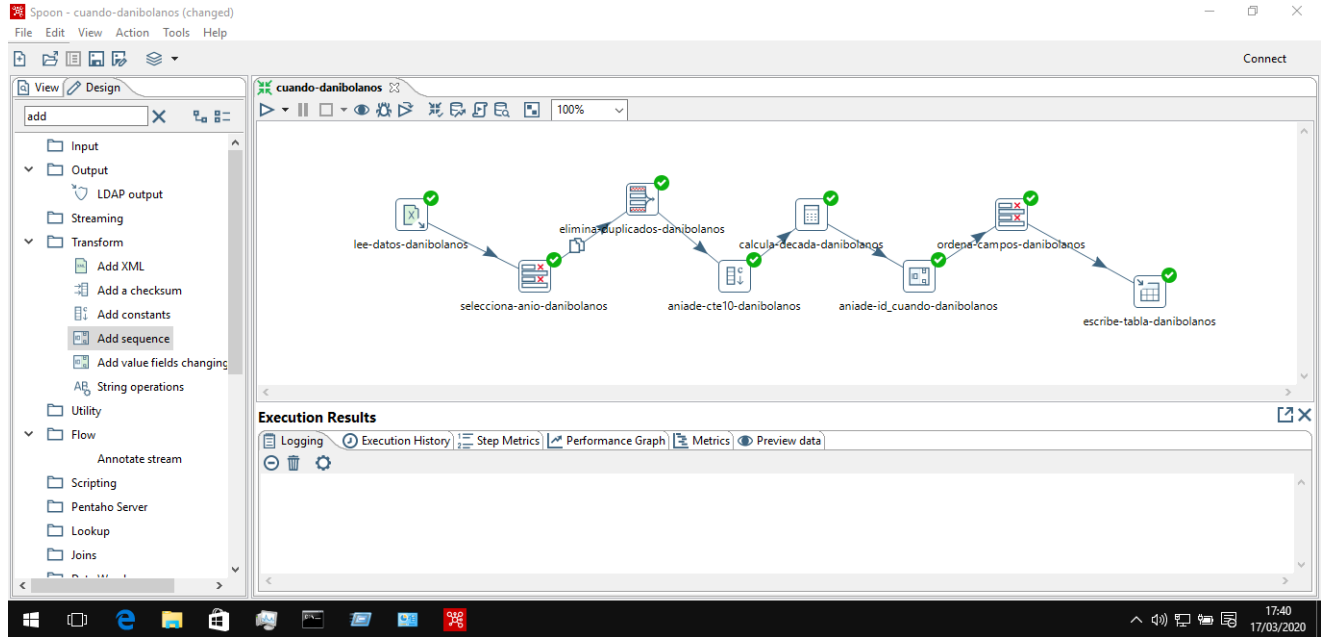 Spoon - cuando-danibolanos (changed)
File Edit View Action Tools Help
Connect
View Design
add
Input
Output
LDAP output
Streaming
Transform
Add XML
Add a checksum
Add constants
Add sequence
Add value fields changing
String operations
Utility
Flow
Annotate stream
Scripting
Pentaho Server
Lookup
Joins
cuando-danibolanos
100%
lee-datos-danibolanos
selecciona-anio-danibolanos
elimina-duplicados-danibolanos
aniade-cte10-danibolanos
calcula-decada-danibolanos
aniade-id_cuando-danibolanos
ordena-campos-danibolanos
escribe-tabla-danibolanos
Execution Results
Logging Execution History Step Metrics Performance Graph Metrics Preview data
17:40
17/03/2020